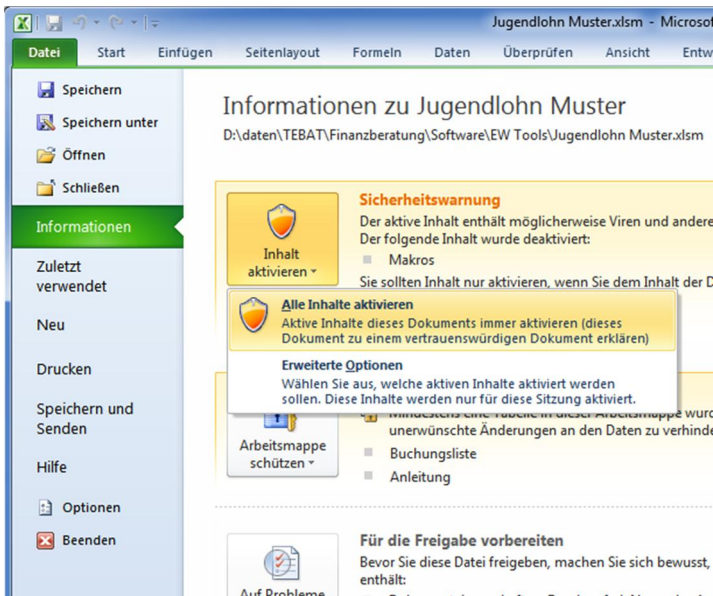 Jugendlohn Muster.xlsm - Microsoft
Datei Start Einfügen Seitenlayout Formeln Daten Überprüfen Ansicht Entw
Speichern
Speichern unter
Öffnen
Schließen
Informationen
Zuletzt
verwendet
Neu
Drucken
Speichern und
Senden
Hilfe
Optionen
Beenden
Informationen zu Jugendlohn Muster
D:\daten\TEBAT\Finanzberatung\Software\EW Tools\Jugendlohn Muster.xlsm
Inhalt
aktivieren
Sicherheitswarnung
Der aktive Inhalt enthält möglicherweise Viren und andere
Der folgende Inhalt wurde deaktiviert:
Makros
Sie sollten Inhalt nur aktivieren, wenn Sie dem Inhalt der D
Alle Inhalte aktivieren
Aktive Inhalte dieses Dokuments immer aktivieren (dieses
Dokument zu einem vertrauenswürdigen Dokument erklären)
Erweiterte Optionen
Wählen Sie aus, welche aktiven Inhalte aktiviert werden
sollen. Diese Inhalte werden nur für diese Sitzung aktiviert.
Arbeitsmappe
schützen
Mindestens eine Tabelle in dieser Arbeitsmappe wurd
unerwünschte Änderungen an den Daten zu verhinde
Buchungsliste
Anleitung
Auf Probleme
Für die Freigabe vorbereiten
Bevor Sie diese Datei freigeben, machen Sie sich bewusst,
enthält: